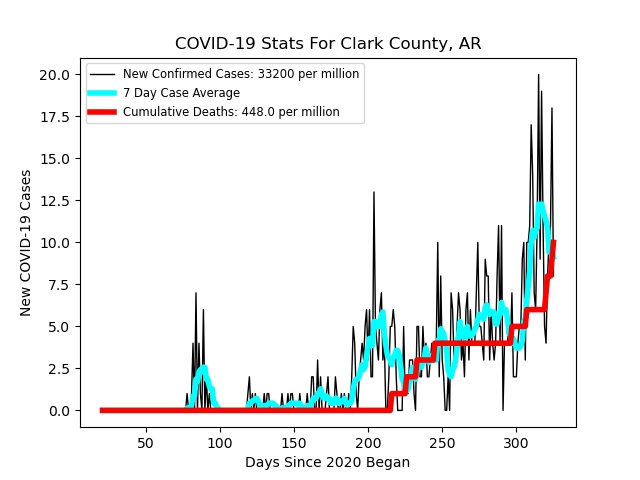 COVID-19 Stats For Clark County, AR
New Confirmed Cases: 33200 per million
7 Day Case Average
Cumulative Deaths: 448.0 per million
New COVID-19 Cases
20.0
17.5
15.0
12.5
10.0
7.5
5.0
2.5
0.0
50 100 150 200 250 300
Days Since 2020 Began